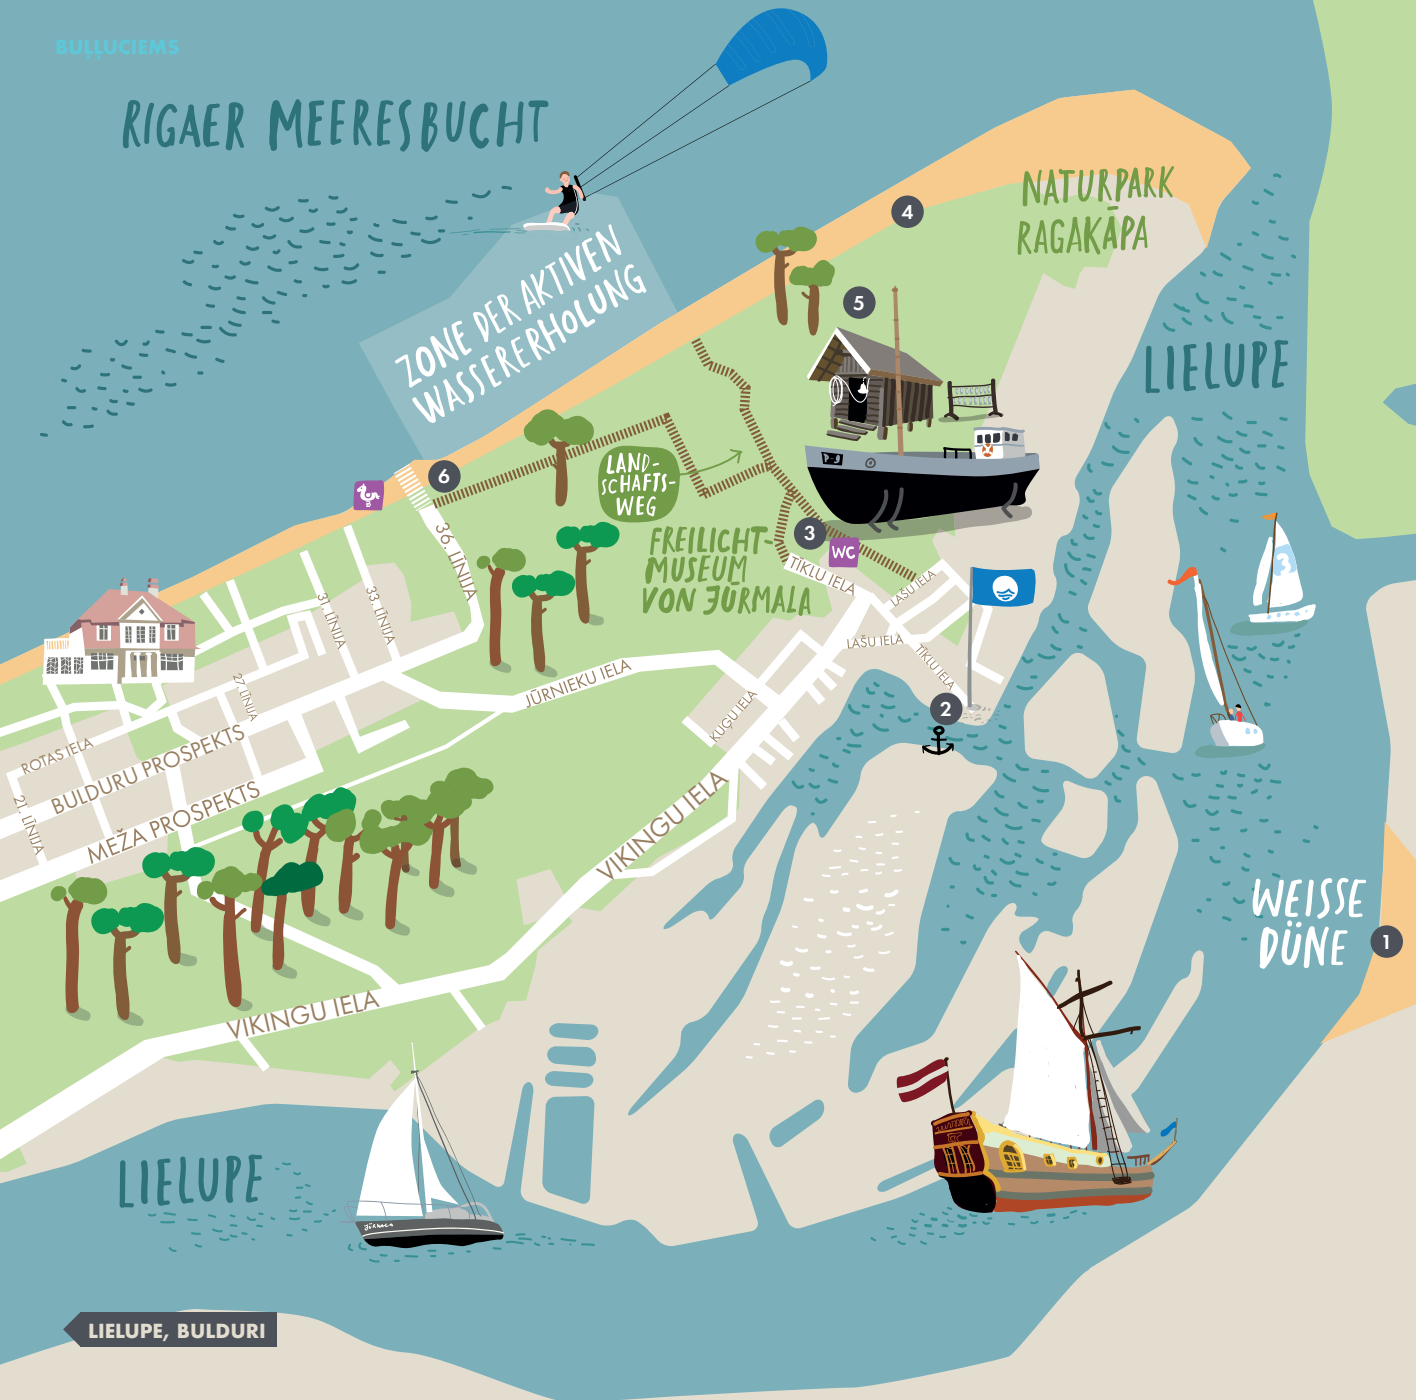 BUĻĻUCIEMS
RIGAER MEERESBUCHT
NATURPARK
RAGAKĀPA
4
ZONE DER AKTIVEN
WASSERERHOLUNG
5
LIELUPE
6
LAND-
SCHAFTS-
WEG
3
WC
FREILICHT-
MUSEUM
VON JŪRMALA
36. LĪNIJA
TĪKLU IELA
LAŠU IELA
3
31. LĪNIJA
33. LĪNIJA
LAŠU IELA
TĪKLU IELA
JŪRNIEKU IELA
27. LĪNIJA
KUĢU IELA
2
ROTAS IELA
BULDURU PROSPEKTS
21. LĪNIJA
MEŽA PROSPEKTS
VIKINGU IELA
WEISSE
DÜNE
1
VIKINGU IELA
LIELUPE
Jūrmala
LIELUPE, BULDURI